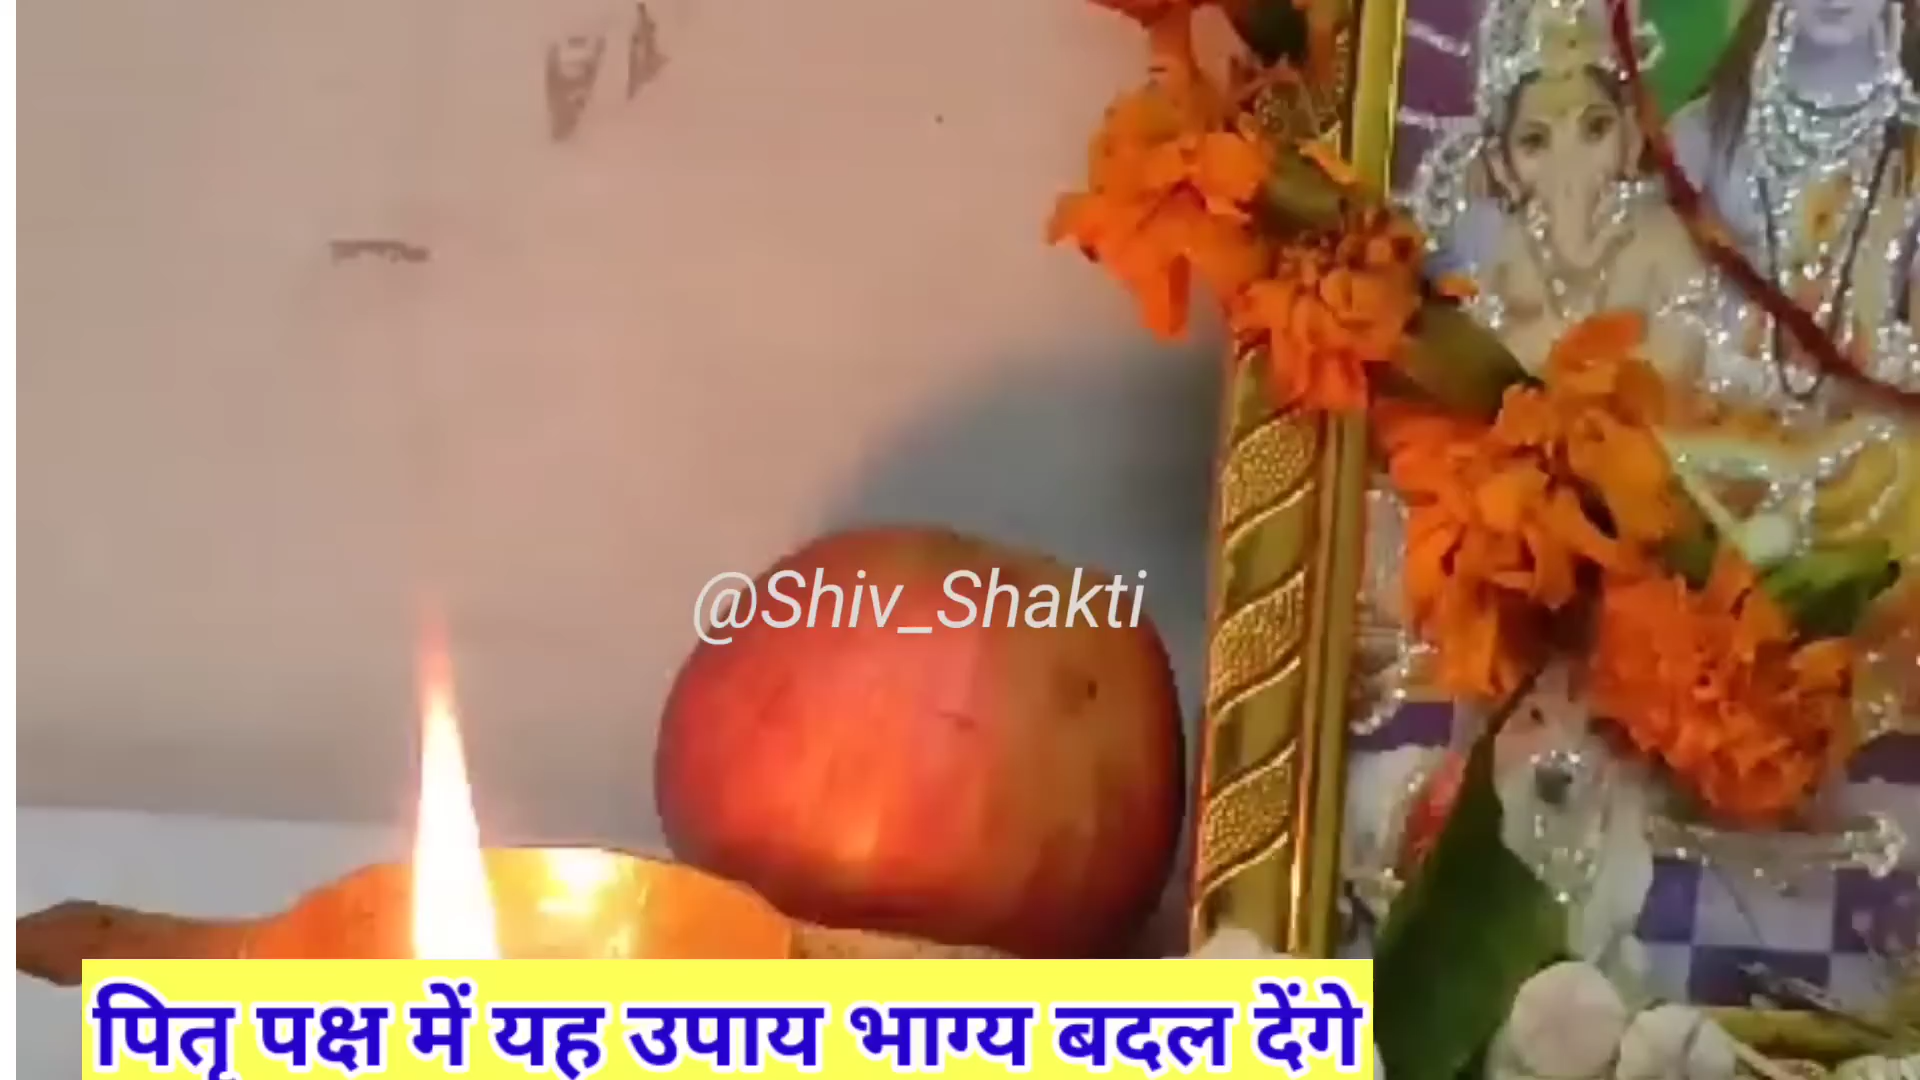 @Shiv_Shakti
पितृ पक्ष में यह उपाय भाग्य बदल देंगे